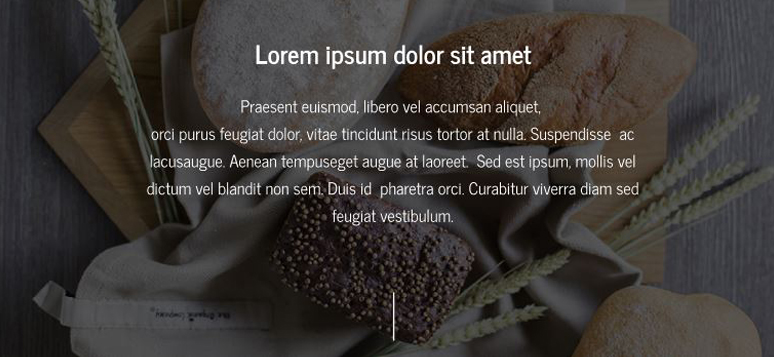 Lorem ipsum dolor sit amet
Praesent euismod, libero vel accumsan aliquet,
orci purus feugiat dolor, vitae tincidunt risus tortor at nulla. Suspendisse ac
lacusaugue. Aenean tempuseget augue at laoreet. Sed est ipsum, mollis vel
dictum vel blandit non sem. Duis id pharetra orci. Curabitur viverra diam sed
feugiat vestibulum.